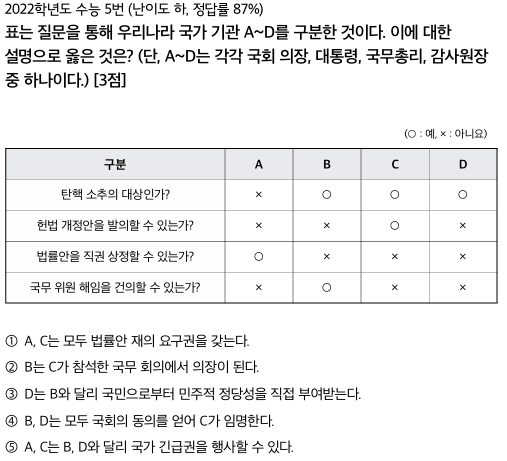 2022학년도 수능 5번 (난이도 하, 정답률 87%)
표는 질문을 통해 우리나라 국가 기관 A~D를 구분한 것이다. 이에 대한
설명으로 옳은 것은? (단, A~D는 각각 국회 의장, 대통령, 국무총리, 감사원장
중 하나이다.) [3점]
(○ : 예, × : 아니요)
구분 A B C D
탄핵 소추의 대상인가? × ○ ○ ○
헌법 개정안을 발의할 수 있는가? × × ○ ×
법률안을 직권 상정할 수 있는가? ○ × × ×
국무 위원 해임을 건의할 수 있는가? × ○ × ×
① A, C는 모두 법률안 재의 요구권을 갖는다.
② B는 C가 참석한 국무 회의에서 의장이 된다.
③ D는 B와 달리 국민으로부터 민주적 정당성을 직접 부여받는다.
④ B, D는 모두 국회의 동의를 얻어 C가 임명한다.
⑤ A, C는 B, D와 달리 국가 긴급권을 행사할 수 있다.